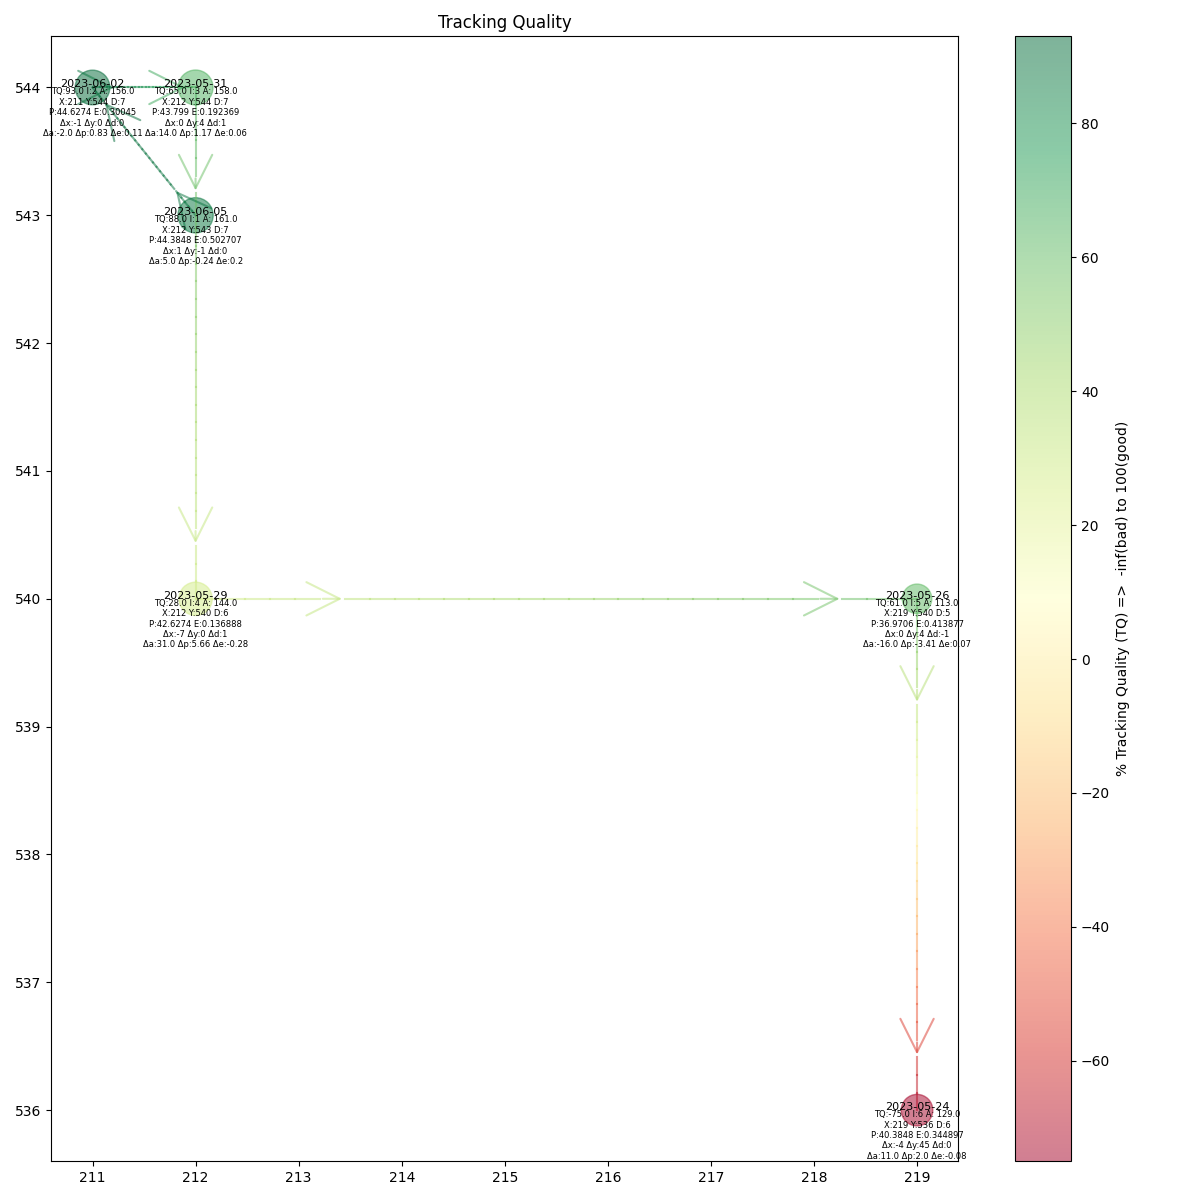 Tracking Quality
544
543
542
541
540
539
538
537
536
2023-06-02
TQ:93.0 I:2 A: 156.0
X:211 Y:544 D:7
P:44.6274 E:0.30045
Δx:-1 Δy:0 Δd:0
Δa:-2.0 Δp:0.83 Δe:0.11
2023-05-31
TQ:65.0 I:3 A: 158.0
X:212 Y:544 D:7
P:43.799 E:0.192369
Δx:0 Δy:4 Δd:1
Δa:14.0 Δp:1.17 Δe:0.06
2023-06-05
TQ:88.0 I:1 A: 161.0
X:212 Y:543 D:7
P:44.3848 E:0.502707
Δx:1 Δy:-1 Δd:0
Δa:5.0 Δp:-0.24 Δe:0.2
2023-05-29
TQ:28.0 I:4 A: 144.0
X:212 Y:540 D:6
P:42.6274 E:0.136888
Δx:-7 Δy:0 Δd:1
Δa:31.0 Δp:5.66 Δe:-0.28
2023-05-26
TQ:61.0 I:5 A: 113.0
X:219 Y:540 D:5
P:36.9706 E:0.413877
Δx:0 Δy:4 Δd:-1
Δa:-16.0 Δp:-3.41 Δe:0.07
2023-05-24
TQ:-75.0 I:6 A: 129.0
X:219 Y:536 D:6
P:40.3848 E:0.344897
Δx:-4 Δy:45 Δd:0
Δa:11.0 Δp:2.0 Δe:-0.08
211 212 213 214 215 216 217 218 219
80
60
40
20
0
−20
−40
−60
% Tracking Quality (TQ) => -inf(bad) to 100(good)